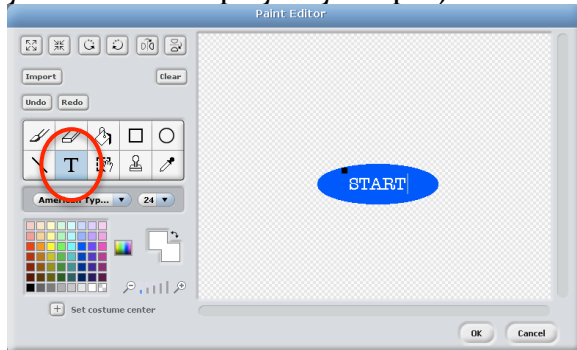 Paint Editor
Import
Clear
Undo
Redo
T
START
American Typ...
24
Set costume center
OK
Cancel